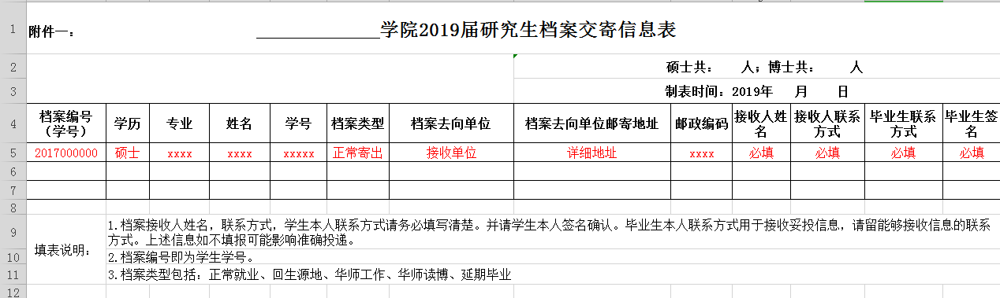 1
附件一：
学院2019届研究生档案交寄信息表
2
硕士共： 人；博士共： 人
3
制表时间：2019年 月 日
4
档案编号（学号） 学历 专业 姓名 学号 档案类型 档案去向单位 档案去向单位邮寄地址 邮政编码 接收人姓名 接收人联系方式 毕业生联系方式 毕业生签名
5 2017000000 硕士 xxxx xxxx xxxxx 正常寄出 接收单位 详细地址 xxxx 必填 必填 必填 必填
6
7
8
9
填表说明：
1.档案接收人姓名，联系方式，学生本人联系方式请务必填写清楚。并请学生本人签名确认。毕业生本人联系方式用于接收妥投信息，请留能够接收信息的联系
方式。上述信息如不填报可能影响准确投递。
10 2.档案编号即为学生学号。
11 3.档案类型包括：正常就业、回生源地、华师工作、华师读博、延期毕业
12